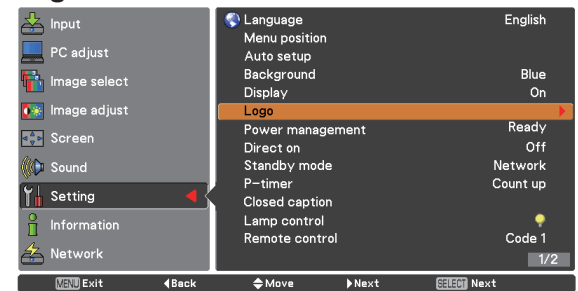 Input
PC adjust
Image select
Image adjust
Screen
Sound
Setting
Information
Network
Language English
Menu position
Auto setup
Background Blue
Display On
Logo
Power management Ready
Direct on Off
Standby mode Network
P-timer Count up
Closed caption
Lamp control
Remote control Code 1
1/2
MENU Exit Back Move Next SELECT Next